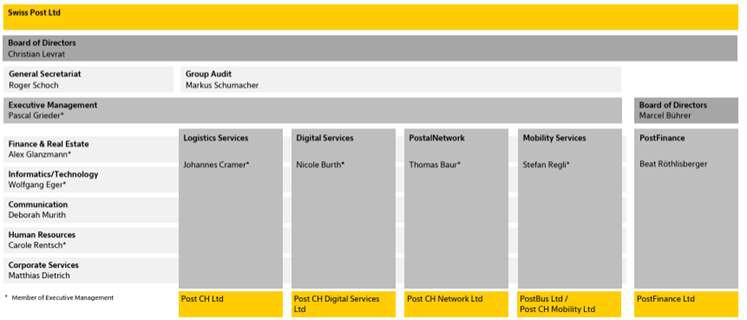 Swiss Post Ltd
Board of Directors
Christian Levrat
General Secretariat
Roger Schoch
Group Audit
Markus Schumacher
Executive Management
Pascal Grieder*
Board of Directors
Marcel Bührer
Finance & Real Estate
Alex Glanzmann*
Informatics/Technology
Wolfgang Eger*
Communication
Deborah Murith
Human Resources
Carole Rentsch*
Corporate Services
Matthias Dietrich
Logistics Services
Johannes Cramer*
Digital Services
Nicole Burth*
PostalNetwork
Thomas Baur*
Mobility Services
Stefan Regli*
PostFinance
Beat Röthlisberger
* Member of Executive Management
Post CH Ltd
Post CH Digital Services
Ltd
Post CH Network Ltd
PostBus Ltd /
Post CH Mobility Ltd
PostFinance Ltd